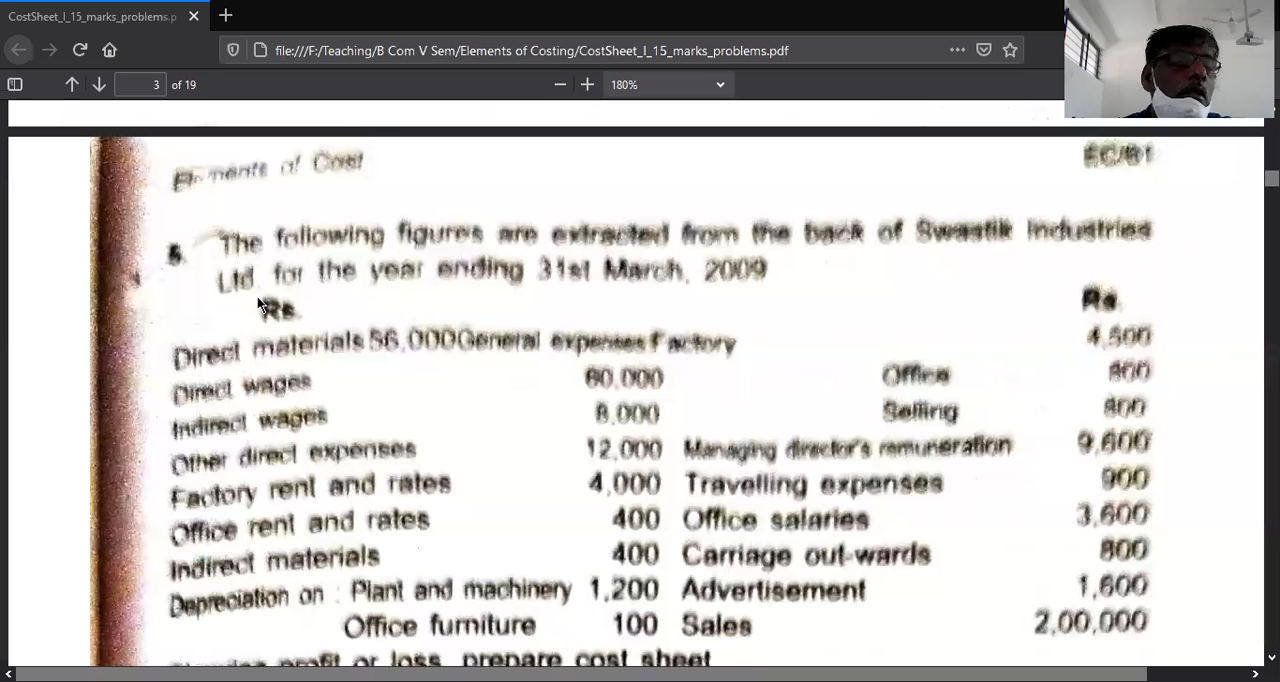 CostSheet_I_15_marks_problems.p
file:///F:/Teaching/B Com V Sem/Elements of Costing/CostSheet_I_15_marks_problems.pdf
3 of 19
180%
Elements of Cost
5. The following figures are extracted from the back of Swastik Industries
Ltd. for the year ending 31st March, 2009
Rs. Rs.
Direct materials 56,000 General expenses Factory 4,500
Direct wages 60,000 Office
Indirect wages 8,000 Selling 800
Other direct expenses 12,000 Managing director's remuneration 9,600
Factory rent and rates 4,000 Travelling expenses 900
Office rent and rates 400 Office salaries 3,600
Indirect materials 400 Carriage out-wards 800
Depreciation on : Plant and machinery 1,200 Advertisement 1,600
Office furniture 100 Sales 2,00,000
profit or loss, prepare cost sheet